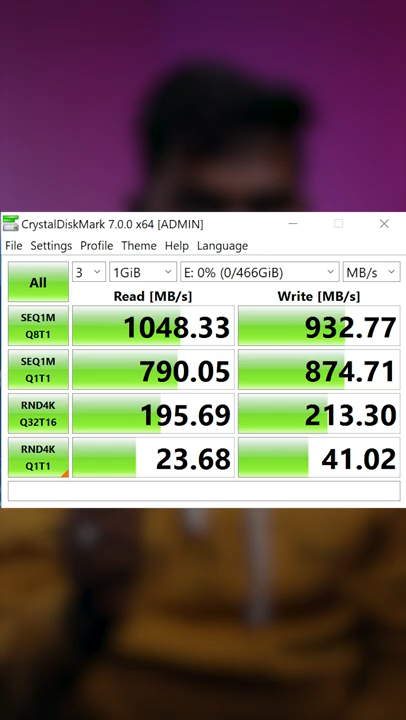 CrystalDiskMark 7.0.0 x64 [ADMIN]
File Settings Profile Theme Help Language
All 3 1GiB E: 0% (0/466GiB) MB/s
Read [MB/s] Write [MB/s]
SEQ1M
Q8T1 1048.33 932.77
SEQ1M
Q1T1 790.05 874.71
RND4K
Q32T16 195.69 213.30
RND4K
Q1T1 23.68 41.02